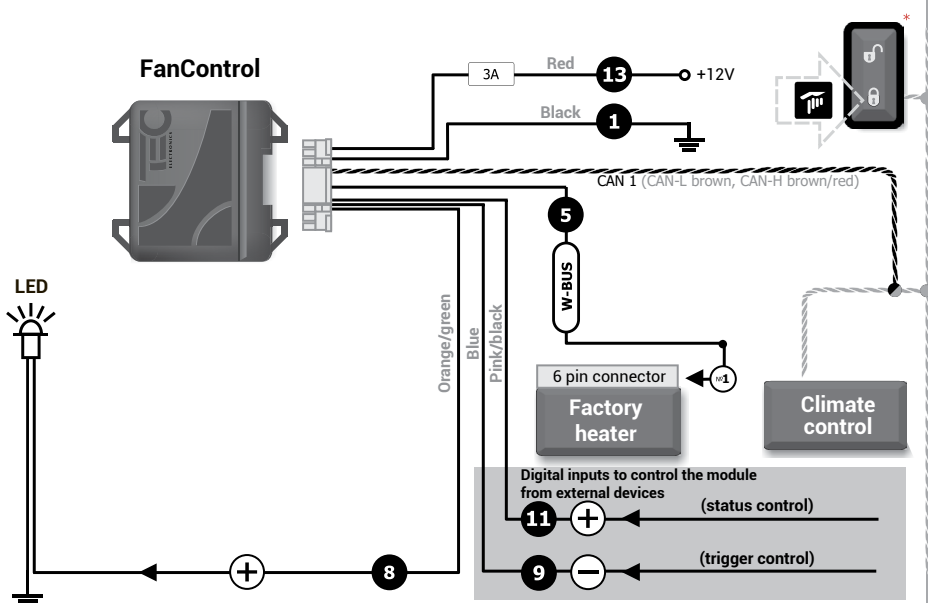 FanControl
3A
Red
13
+12V
*
Black
1
TEC
ELECTRONICS
CAN 1 (CAN-L brown, CAN-H brown/red)
5
W-BUS
LED
Orange/green
Blue
Pink/black
6 pin connector
№1
Factory
heater
Climate
control
Digital inputs to control the module
from external devices
11
+
(status control)
8
+
9
−
(trigger control)